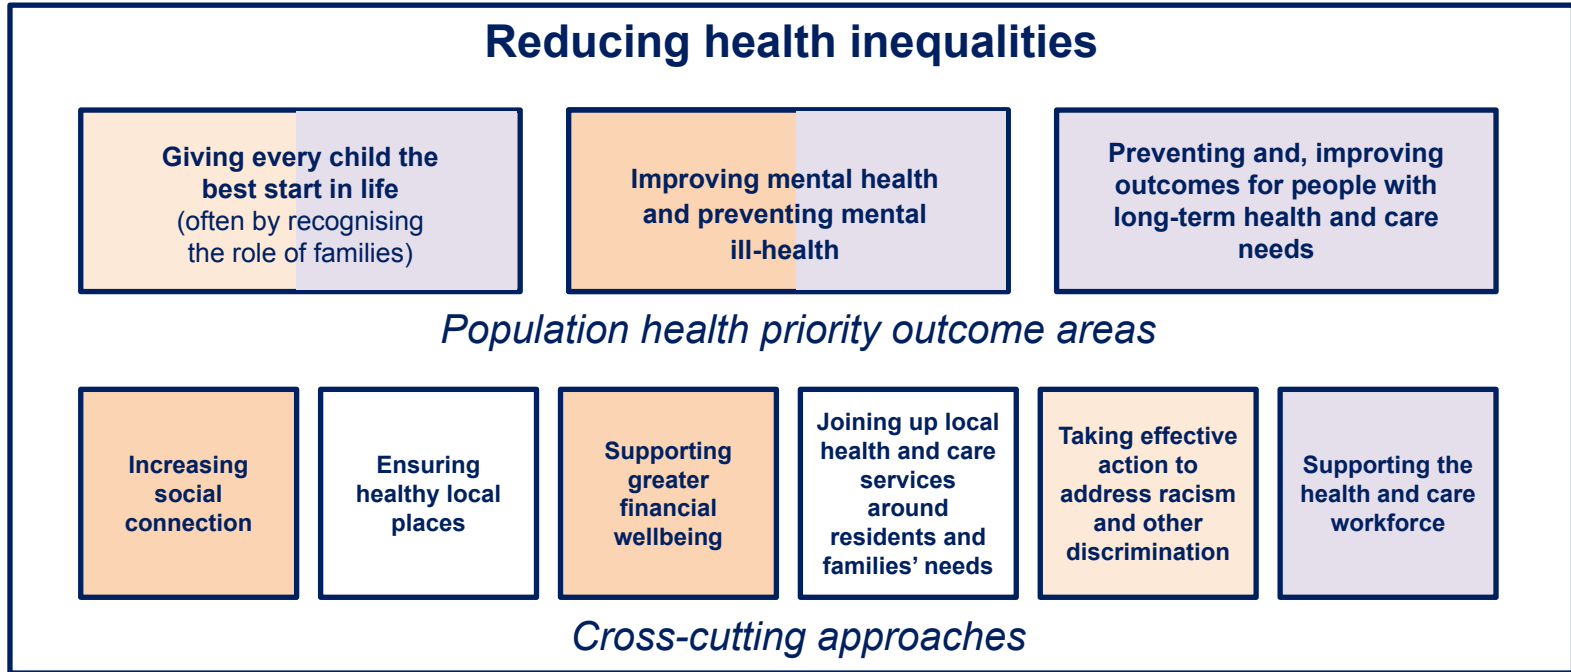 Reducing health inequalities
Giving every child the
best start in life
(often by recognising
the role of families)
Improving mental health
and preventing mental
ill-health
Preventing and, improving
outcomes for people with
long-term health and care
needs
Population health priority outcome areas
Increasing
social
connection
Ensuring
healthy local
places
Supporting
greater
financial
wellbeing
Joining up local
health and care
services
around
residents and
families’ needs
Taking effective
action to
address racism
and other
discrimination
Supporting the
health and care
workforce
Cross-cutting approaches